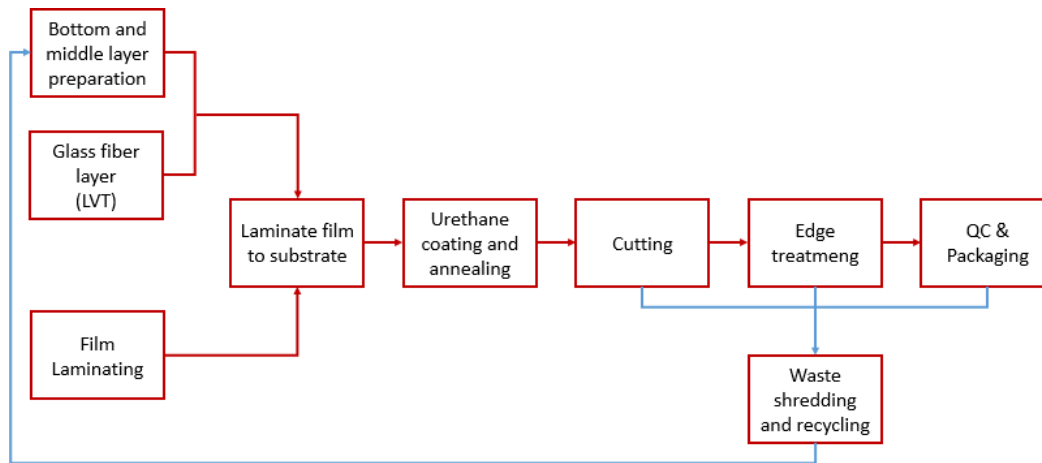 Bottom and
middle layer
preparation
Glass fiber
layer
(LVT)
Film
Laminating
Laminate film
to substrate
Urethane
coating and
annealing
Cutting
Edge
treatmeng
QC &
Packaging
Waste
shredding
and recycling